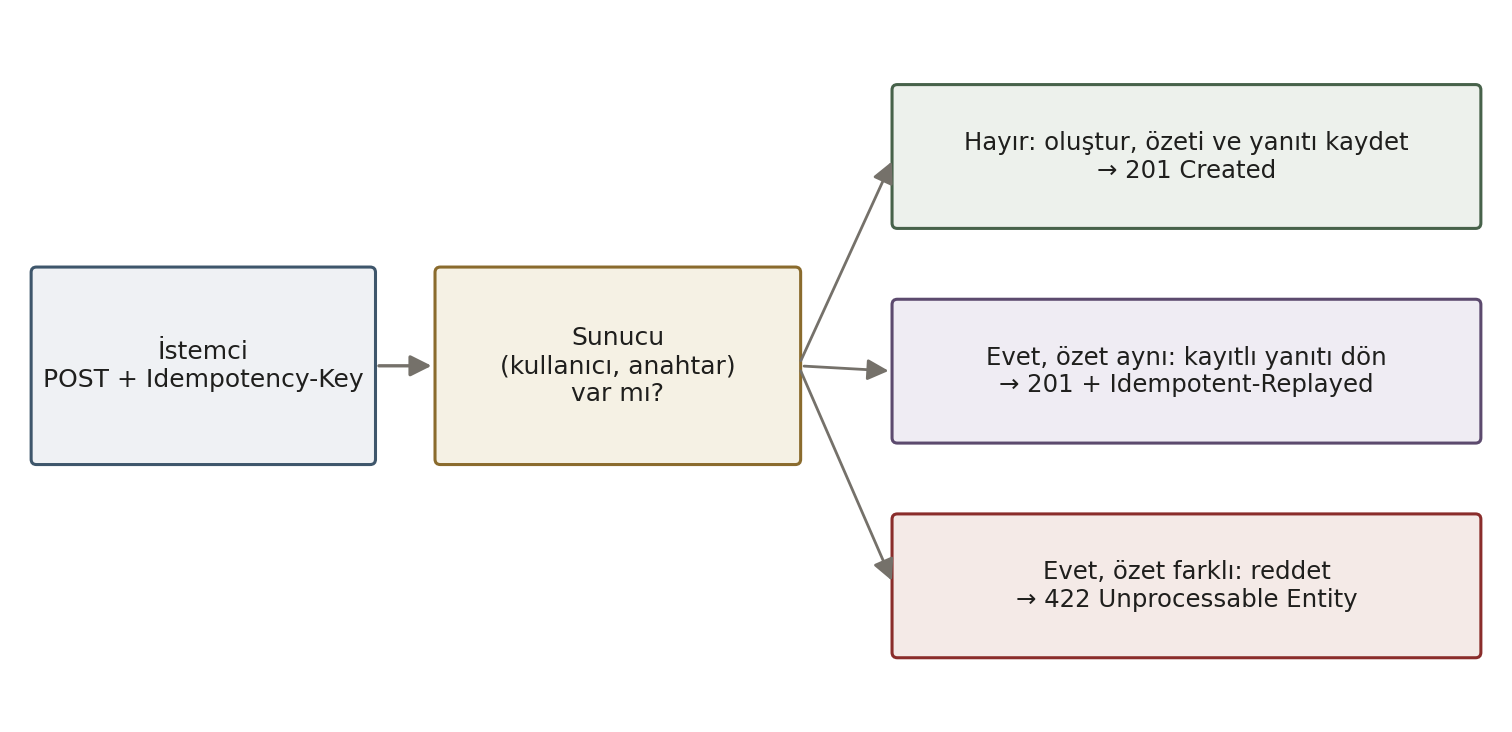 İstemci
POST + Idempotency-Key
Sunucu
(kullanıcı, anahtar)
var mı?
Hayır: oluştur, özeti ve yanıtı kaydet
→ 201 Created
Evet, özet aynı: kayıtlı yanıtı dön
→ 201 + Idempotent-Replayed
Evet, özet farklı: reddet
→ 422 Unprocessable Entity